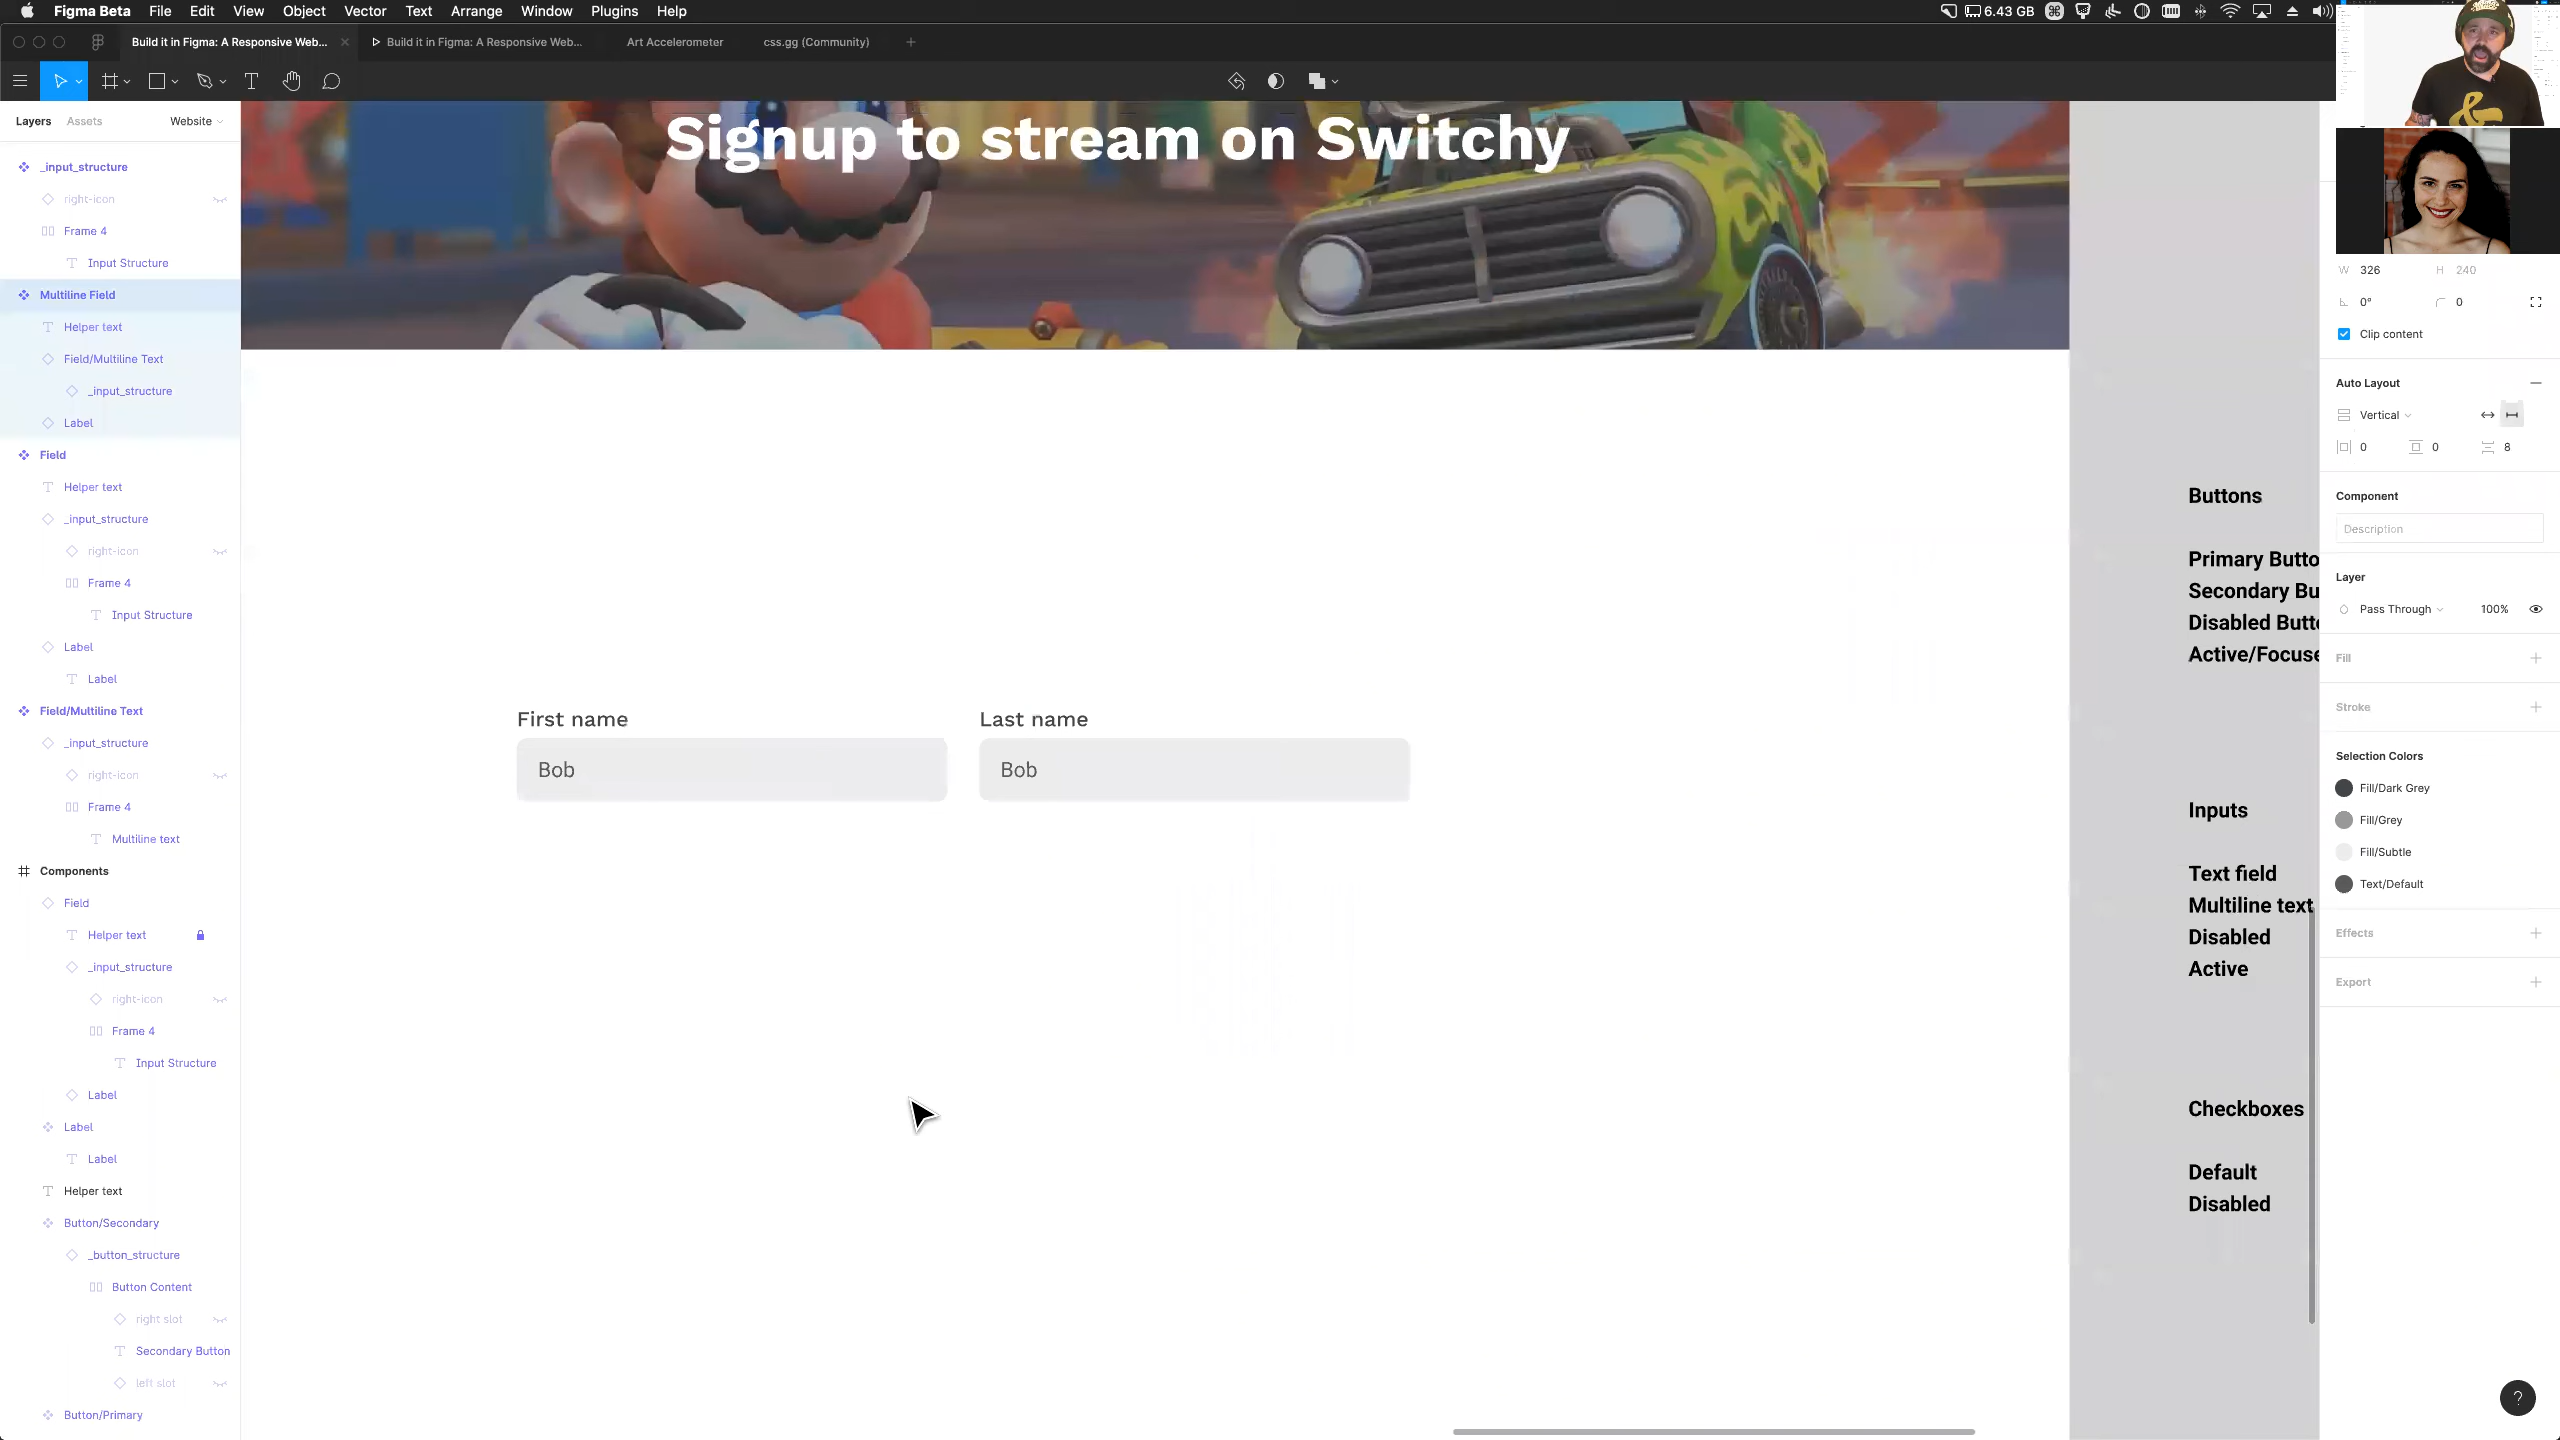 Figma Beta File Edit View Object Vector Text Arrange Window Plugins Help 6.43 GB
Build it in Figma: A Responsive Web... Build it in Figma: A Responsive Web... Art Accelerometer css.gg (Community)
Layers Assets Website
_input_structure
right-icon
Frame 4
Input Structure
Multiline Field
Helper text
Field/Multiline Text
_input_structure
Label
Field
Helper text
_input_structure
right-icon
Frame 4
Input Structure
Label
Label
Field/Multiline Text
_input_structure
right-icon
Frame 4
Multiline text
Components
Field
Helper text
_input_structure
right-icon
Frame 4
Input Structure
Label
Label
Label
Helper text
Button/Secondary
_button_structure
Button Content
right slot
Secondary Button
left slot
Button/Primary
Signup to stream on Switchy
First name
Bob
Last name
Bob
Buttons
Primary Butto
Secondary Bu
Disabled Butt
Active/Focuse
Inputs
Text field
Multiline text
Disabled
Active
Checkboxes
Default
Disabled
&
W 326 H 240
0° 0
Clip content
Auto Layout
Vertical
0 0 8
Component
Description
Layer
Pass Through 100%
Fill
Stroke
Selection Colors
Fill/Dark Grey
Fill/Grey
Fill/Subtle
Text/Default
Effects
Export
?